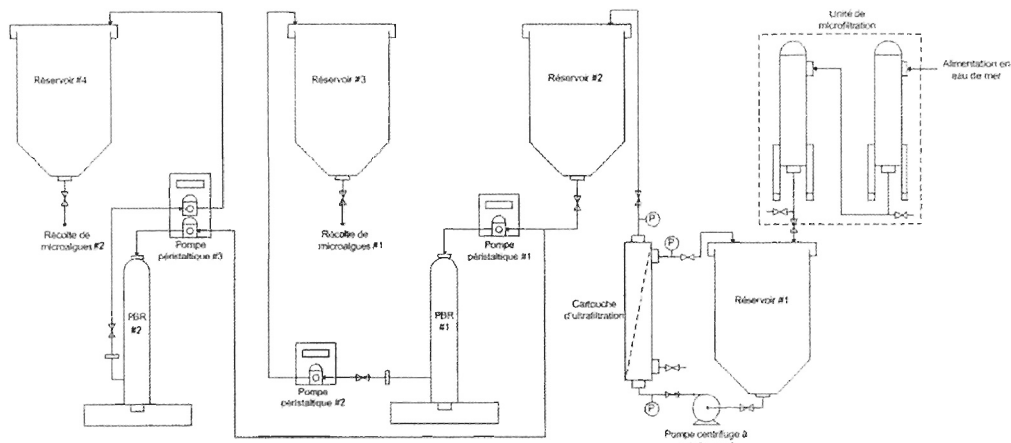 Unité de
microfiltration
Alimentation en
eau de mer
Réservoir #4
Réservoir #3
Réservoir #2
Récolte de
microalgues #2
Pompe
péristaltique #3
Récolte de
microalgues #1
Pompe
péristaltique #1
P
P
Cartouche
d'ultrafiltration
Réservoir #1
PBR
#2
PBR
#1
Pompe
péristaltique #2
P
Pompe centrifuge à